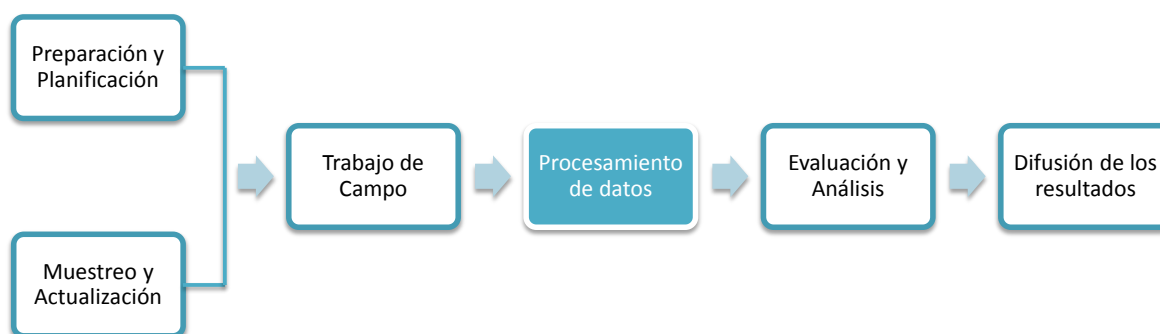 Preparación y
Planificación
Muestreo y
Actualización
Trabajo de
Campo
Procesamiento
de datos
Evaluación y
Análisis
Difusión de los
resultados